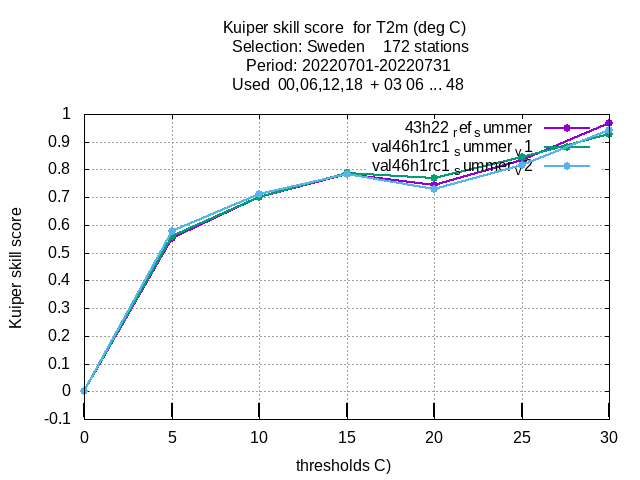 Kuiper skill score for T2m (deg C)
Selection: Sweden 172 stations
Period: 20220701-20220731
Used 00,06,12,18 + 03 06 ... 48
43h22 ref summer
val46h1rc1 summer v1
val46h1rc1 summer v2
Kuiper skill score
1
0.9
0.8
0.7
0.6
0.5
0.4
0.3
0.2
0.1
0
-0.1
0 5 10 15 20 25 30
thresholds C)